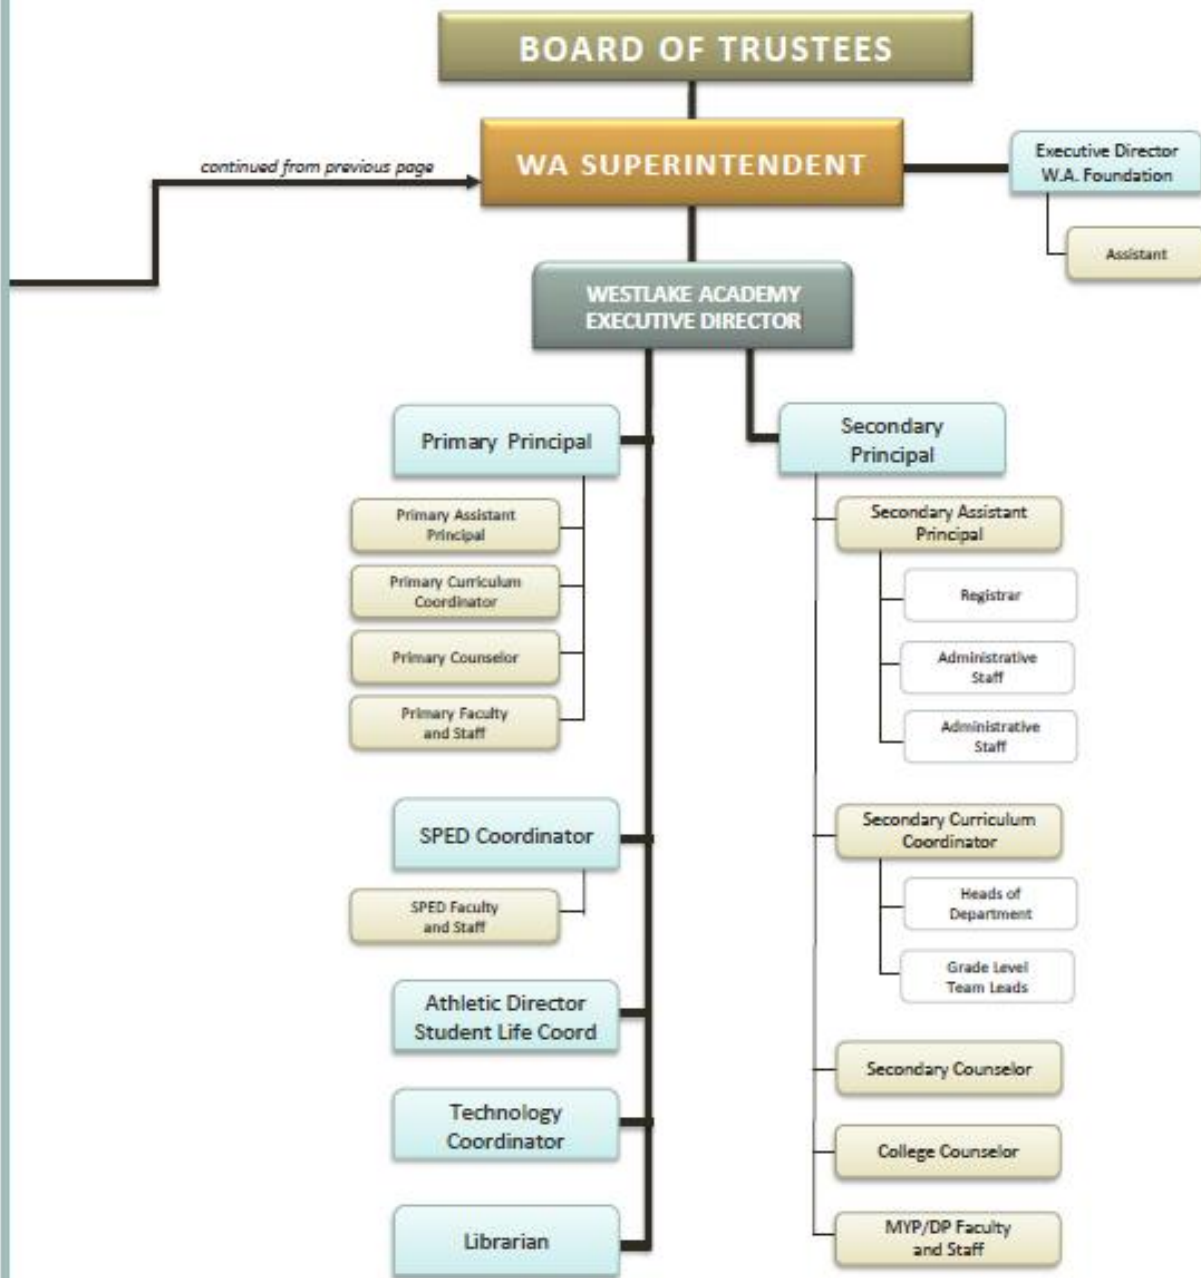 BOARD OF TRUSTEES
continued from previous page
WA SUPERINTENDENT
Executive Director
W.A. Foundation
Assistant
WESTLAKE ACADEMY
EXECUTIVE DIRECTOR
Primary Principal
Primary Assistant
Principal
Primary Curriculum
Coordinator
Primary Counselor
Primary Faculty
and Staff
SPED Coordinator
SPED Faculty
and Staff
Athletic Director
Student Life Coord
Technology
Coordinator
Librarian
Secondary
Principal
Secondary Assistant
Principal
Registrar
Administrative
Staff
Administrative
Staff
Secondary Curriculum
Coordinator
Heads of
Department
Grade Level
Team Leads
Secondary Counselor
College Counselor
MYP/DP Faculty
and Staff